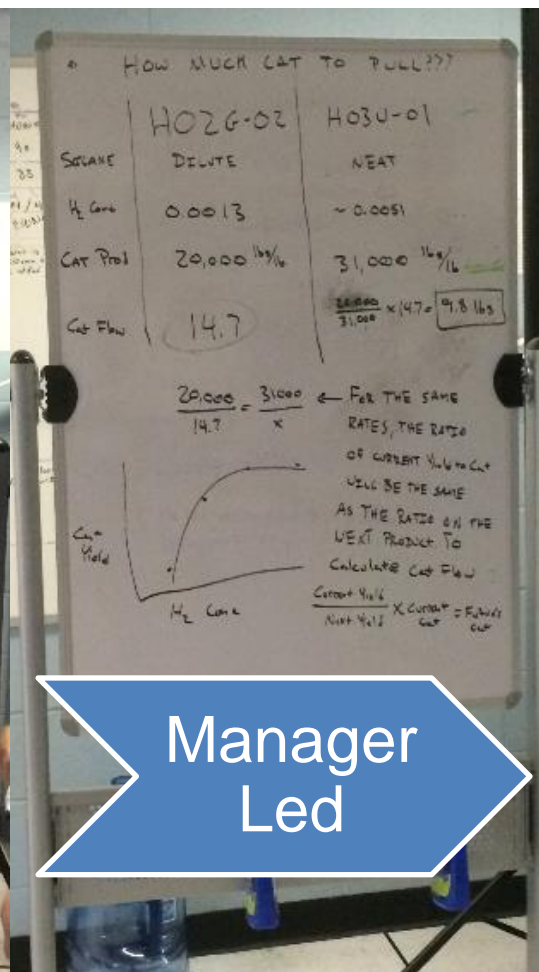 HOW MUCH CAT TO PULL???
H02G-02 H03U-01
SILANE DILUTE NEAT
H2 Conc 0.0013 ~ 0.0051
CAT Prod 20,000 lbs/lb 31,000 lbs/lb
20,000/31,000 x 14.7 = 9.8 lbs
Cat Flow 14.7
20,000/14.7 = 31000/x ← FOR THE SAME
RATES, THE RATIO
OF CURRENT Yield to Cat
WILL BE THE SAME
AS THE RATIO ON THE
NEXT PRODUCT TO
Calculate Cat Flow
Current Yield/Next Yield x Current Cat = Future Cat
Cat Yield
H2 Conc
Manager
Led